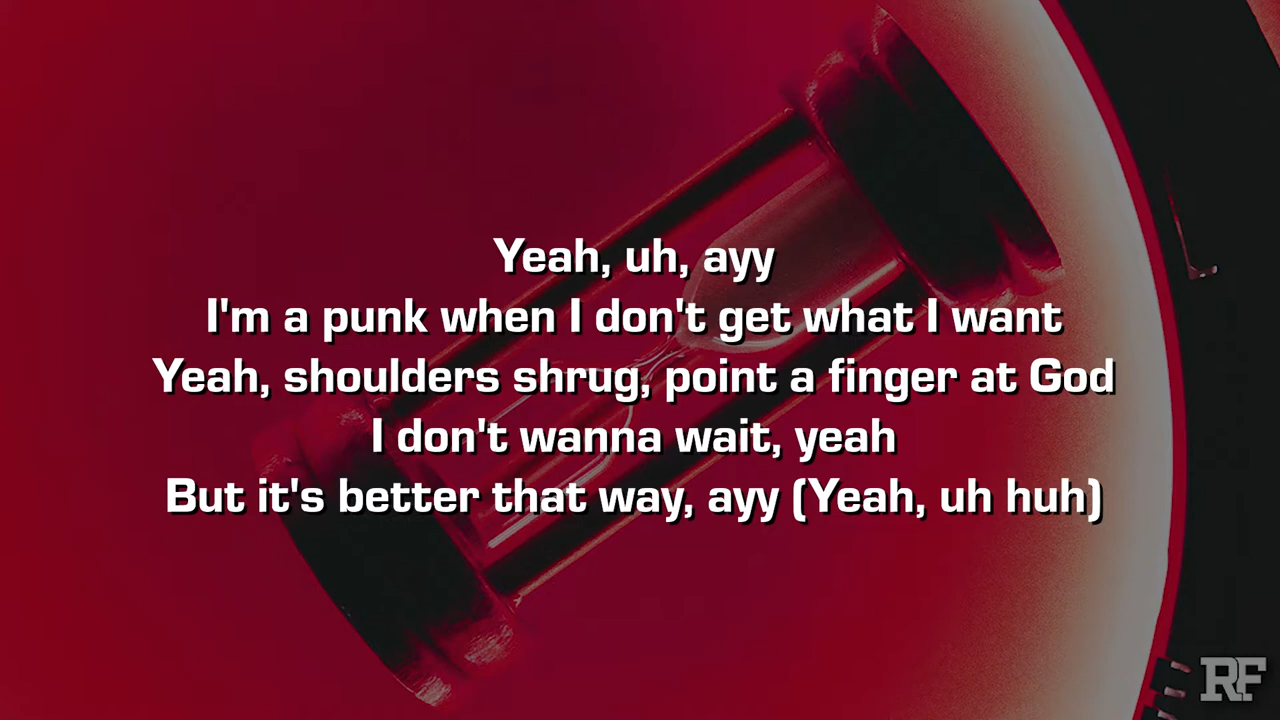 Yeah, uh, ayy
I'm a punk when I don't get what I want
Yeah, shoulders shrug, point a finger at God
I don't wanna wait, yeah
But it's better that way, ayy (Yeah, uh huh)
RF